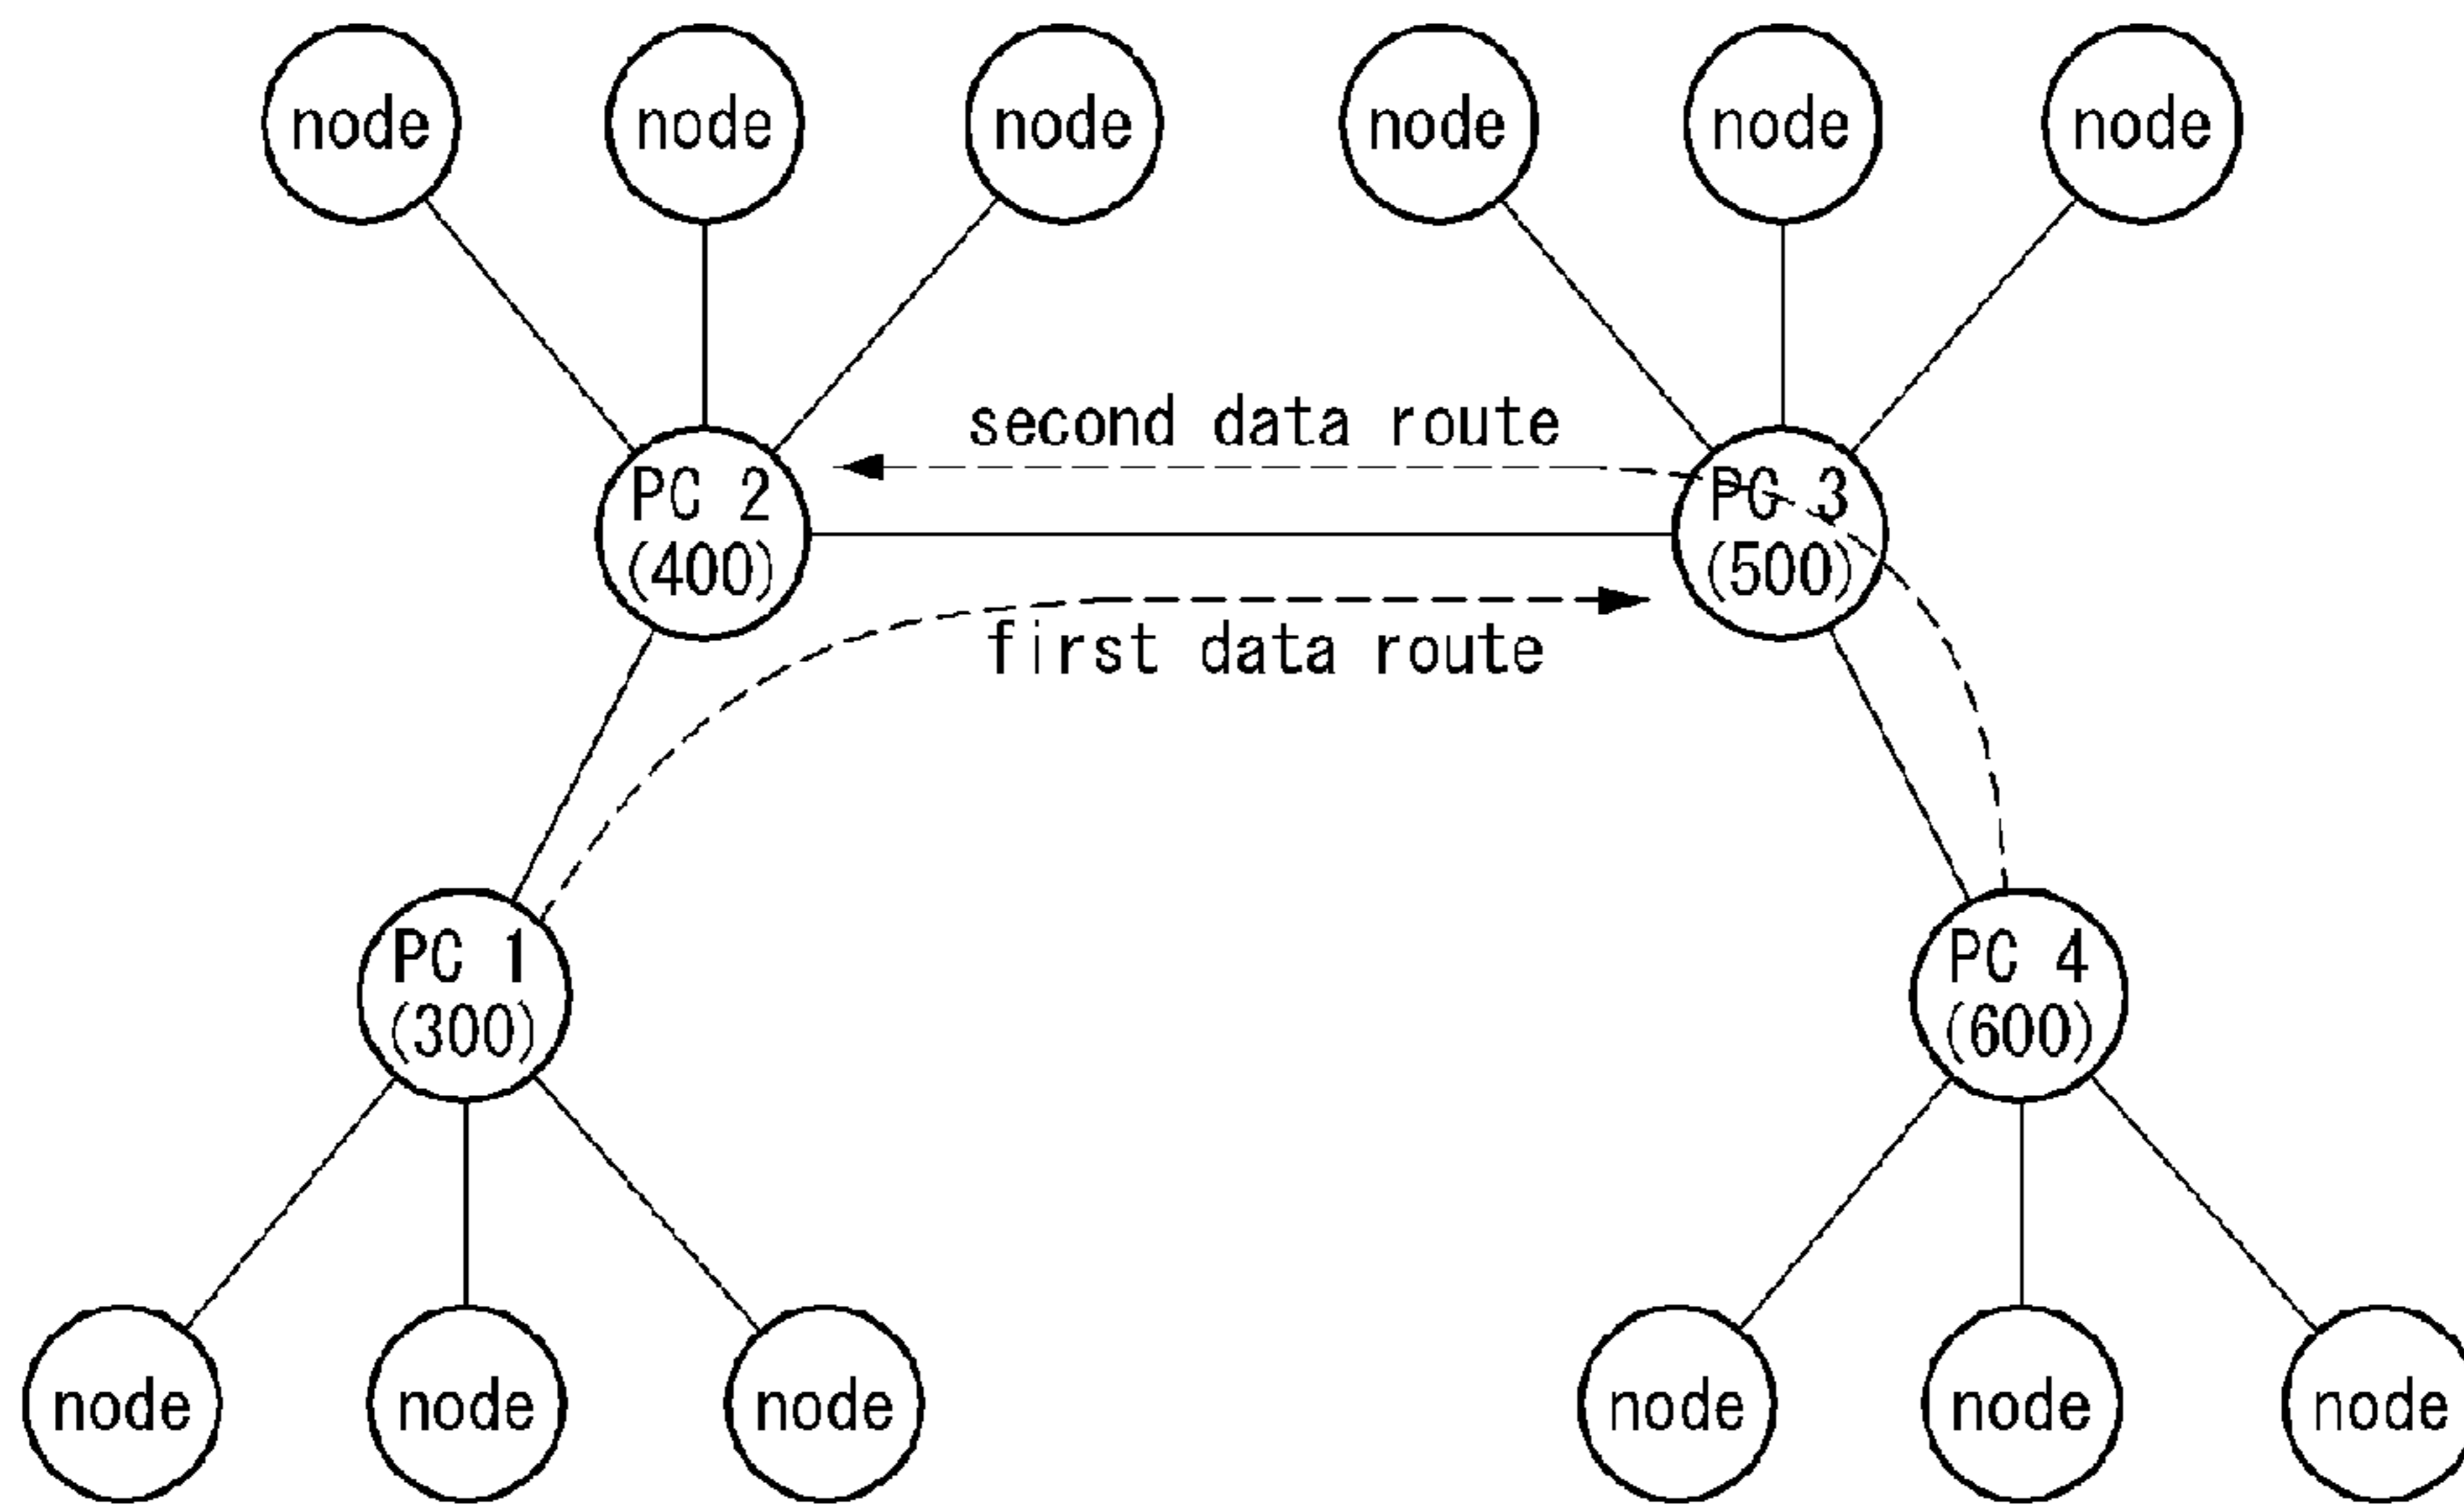 node
node
node
node
node
node
second data route
PC 2
(400)
PC 3
(500)
first data route
PC 1
(300)
PC 4
(600)
node
node
node
node
node
node